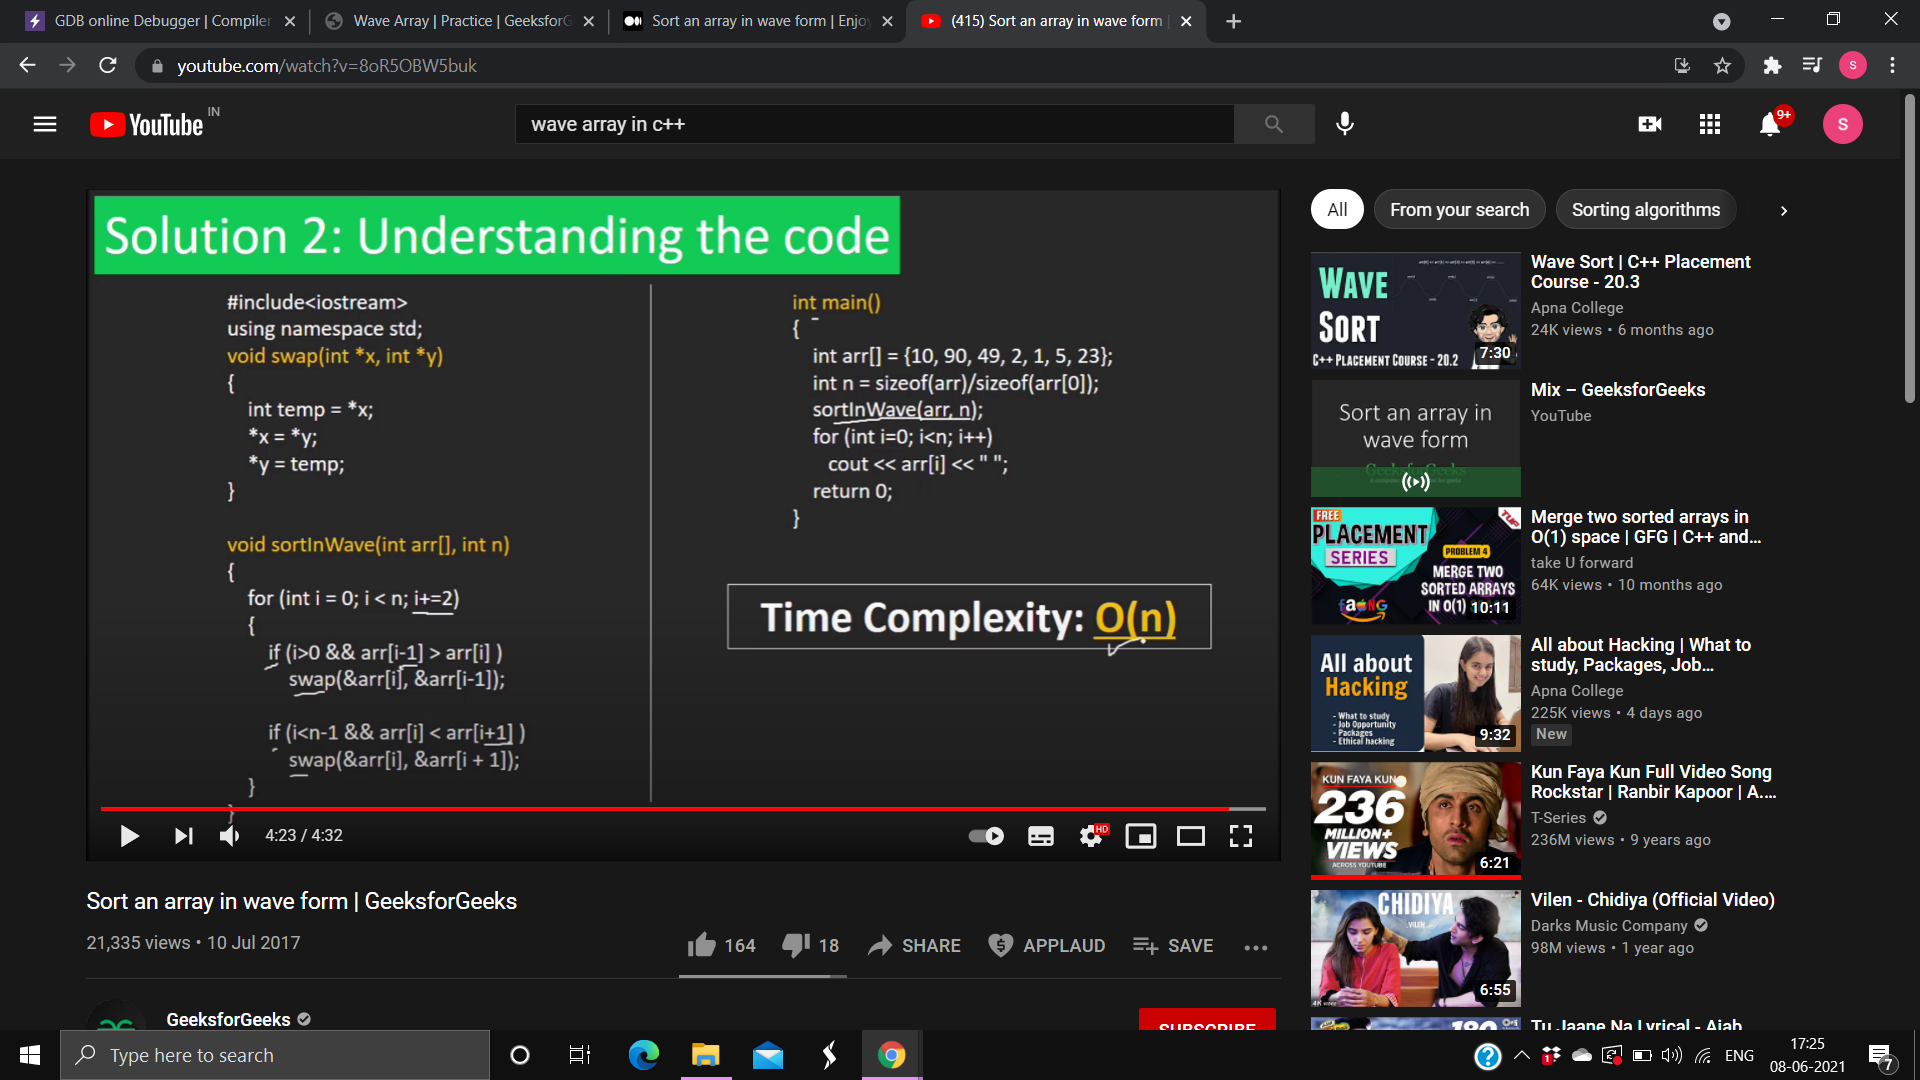 GDB online Debugger | Compiler
Wave Array | Practice | GeeksforG
Sort an array in wave form | Enjoy
(415) Sort an array in wave form |
youtube.com/watch?v=8oR5OBW5buk
S
YouTube IN
wave array in c++
9+
S
Solution 2: Understanding the code
#include<iostream>
using namespace std;
void swap(int *x, int *y)
{
int temp = *x;
*x = *y;
*y = temp;
}
void sortInWave(int arr[], int n)
{
for (int i = 0; i < n; i+=2)
{
if (i>0 && arr[i-1] > arr[i] )
swap(&arr[i], &arr[i-1]);
if (i<n-1 && arr[i] < arr[i+1] )
swap(&arr[i], &arr[i + 1]);
}
}
int main()
{
int arr[] = {10, 90, 49, 2, 1, 5, 23};
int n = sizeof(arr)/sizeof(arr[0]);
sortInWave(arr, n);
for (int i=0; i<n; i++)
cout << arr[i] << " ";
return 0;
}
Time Complexity: O(n)
4:23 / 4:32
HD
Sort an array in wave form | GeeksforGeeks
21,335 views • 10 Jul 2017
164
18
SHARE
APPLAUD
SAVE
GeeksforGeeks
SUBSCRIBE
All
From your search
Sorting algorithms
WAVE
SORT
C++ PLACEMENT COURSE - 20.2
7:30
Wave Sort | C++ Placement
Course - 20.3
Apna College
24K views • 6 months ago
Sort an array in
wave form
GeeksforGeeks
Mix – GeeksforGeeks
YouTube
FREE
PLACEMENT
SERIES
TUF
PROBLEM 4
MERGE TWO
SORTED ARRAYS
IN O(1)
10:11
Merge two sorted arrays in
O(1) space | GFG | C++ and...
take U forward
64K views • 10 months ago
All about
Hacking
- What to study
- Job Opportunity
- Packages
- Ethical hacking
9:32
All about Hacking | What to
study, Packages, Job...
Apna College
225K views • 4 days ago
New
KUN FAYA KUN
236
MILLION+
VIEWS
ACROSS YOUTUBE
6:21
Kun Faya Kun Full Video Song
Rockstar | Ranbir Kapoor | A....
T-Series
236M views • 9 years ago
CHIDIYA
VILEN
6:55
Vilen - Chidiya (Official Video)
Darks Music Company
98M views • 1 year ago
Tu Jaane Na Lyrical - Ajab
Type here to search
ENG
17:25
08-06-2021
7